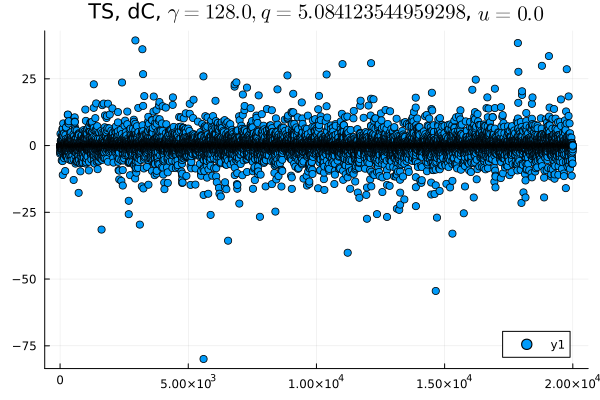 TS, dC, γ = 128.0, q = 5.084123544959298, u = 0.0
25
0
−25
−50
−75
y1
0 5.00×10³ 1.00×10⁴ 1.50×10⁴ 2.00×10⁴